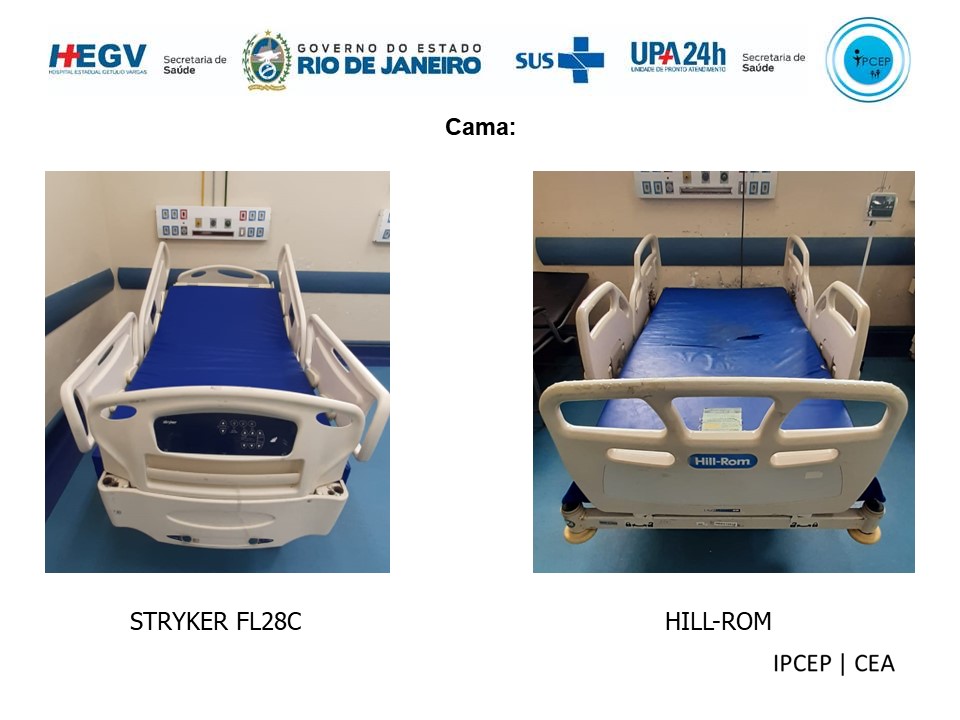 HEGV
HOSPITAL ESTADUAL GETÚLIO VARGAS
Secretaria de
Saúde
GOVERNO DO ESTADO
RIO DE JANEIRO
SUS
UPA 24h
UNIDADE DE PRONTO ATENDIMENTO
Secretaria de
Saúde
IPCEP
Cama:
stryker
Hill-Rom
STRYKER FL28C
HILL-ROM
IPCEP | CEA